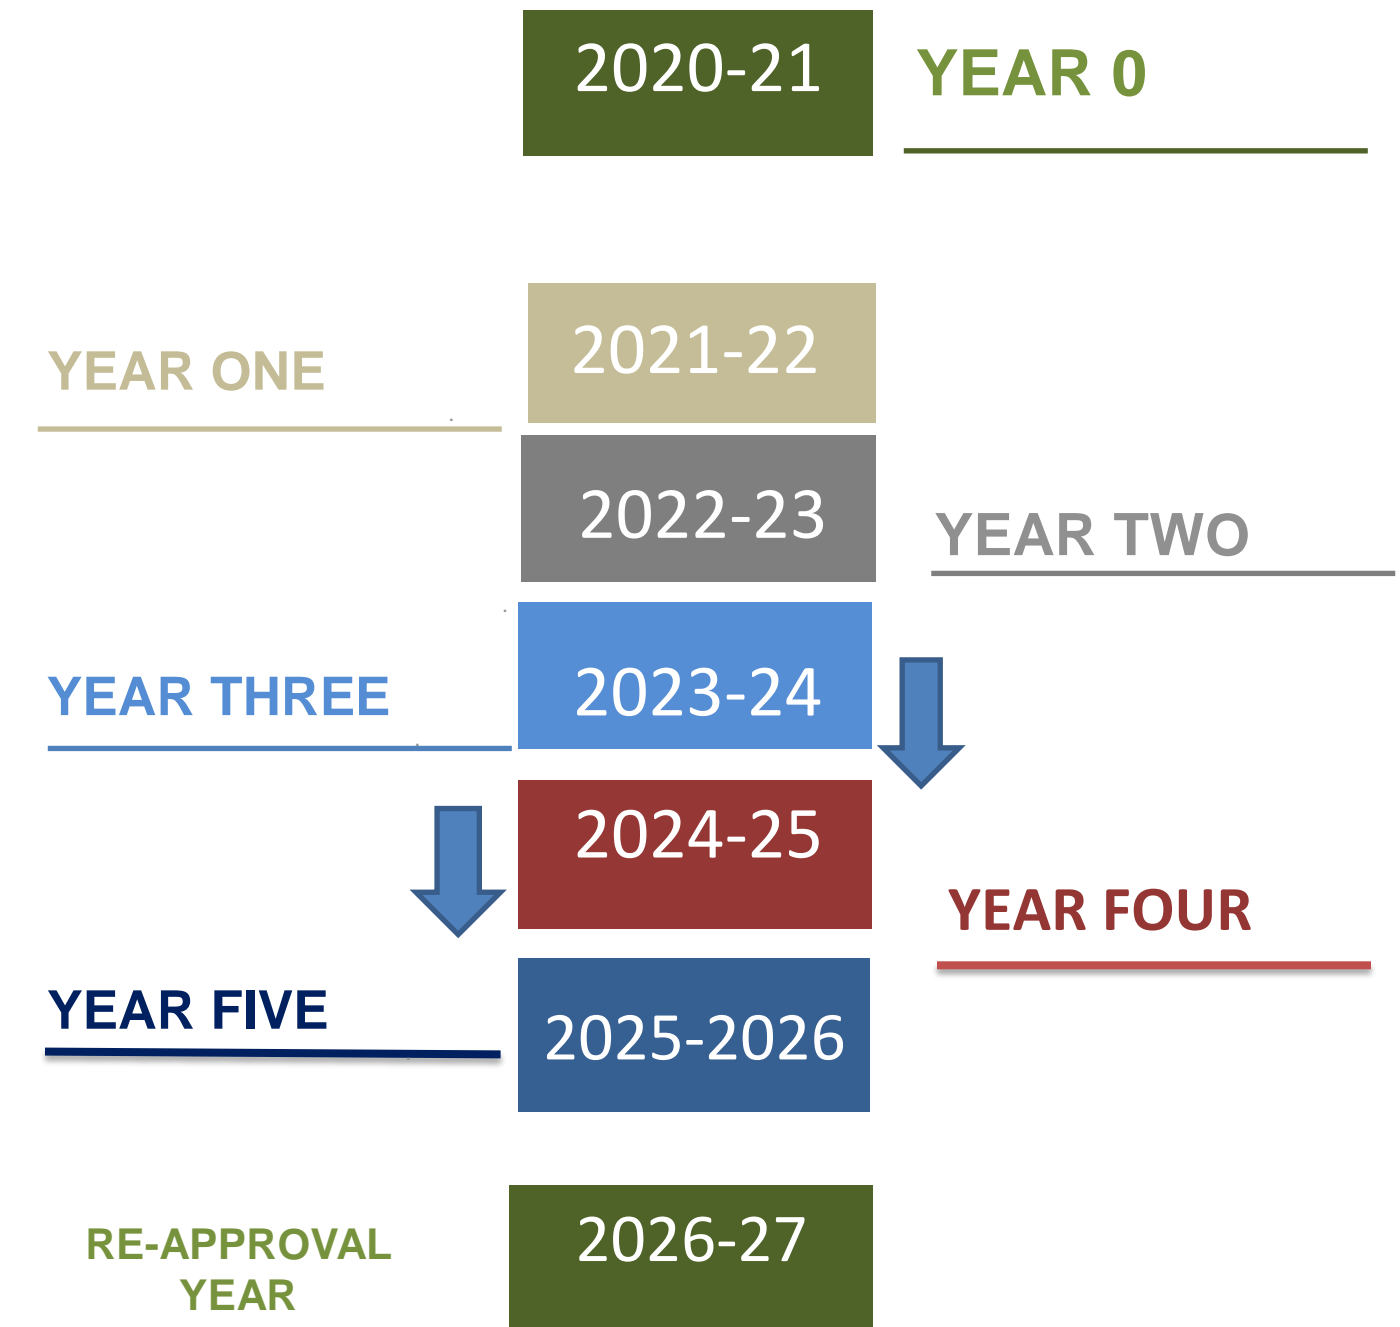 2020-21
YEAR 0
2021-22
YEAR ONE
2022-23
YEAR TWO
2023-24
YEAR THREE
2024-25
YEAR FOUR
YEAR FIVE
2025-2026
2026-27
RE-APPROVAL
YEAR